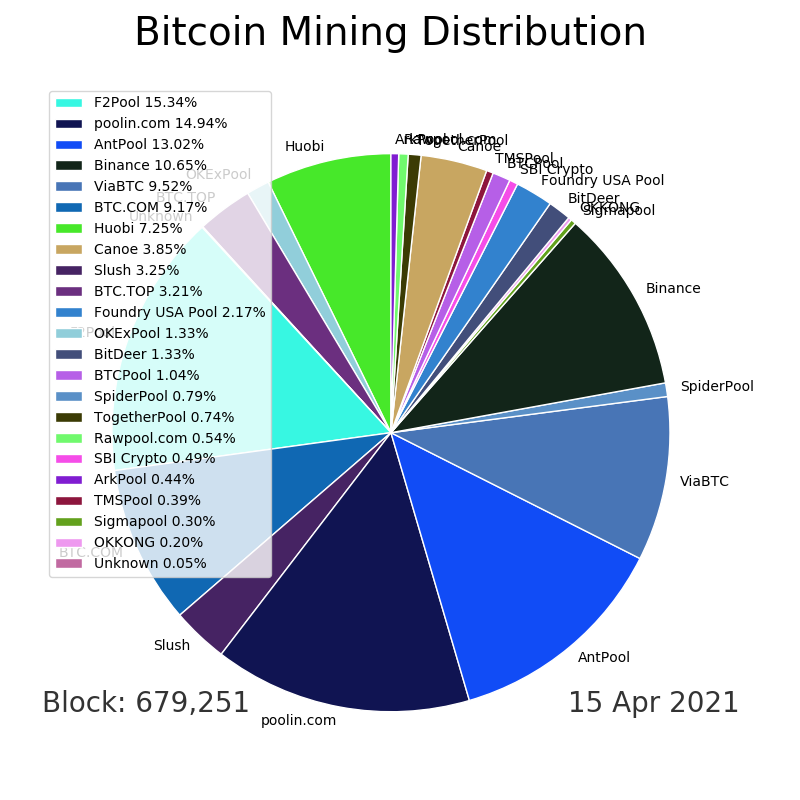 Bitcoin Mining Distribution
F2Pool 15.34%
poolin.com 14.94%
AntPool 13.02%
Binance 10.65%
ViaBTC 9.52%
BTC.COM 9.17%
Huobi 7.25%
Canoe 3.85%
Slush 3.25%
BTC.TOP 3.21%
Foundry USA Pool 2.17%
OKExPool 1.33%
BitDeer 1.33%
BTCPool 1.04%
SpiderPool 0.79%
TogetherPool 0.74%
Rawpool.com 0.54%
SBI Crypto 0.49%
ArkPool 0.44%
TMSPool 0.39%
Sigmapool 0.30%
OKKONG 0.20%
Unknown 0.05%
ArkPool
Rawpool.com
TogetherPool
Canoe
TMSPool
BTCPool
SBI Crypto
Foundry USA Pool
BitDeer
OKKONG
Sigmapool
Binance
SpiderPool
ViaBTC
AntPool
poolin.com
Slush
BTC.COM
F2Pool
Unknown
BTC.TOP
OKExPool
Huobi
Block: 679,251
15 Apr 2021